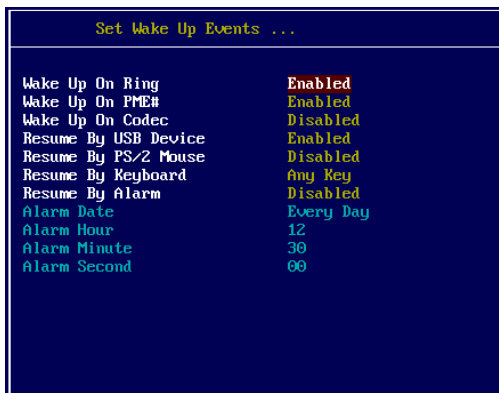 Set Wake Up Events ...
Wake Up On Ring Enabled
Wake Up On PME# Enabled
Wake Up On Codec Disabled
Resume By USB Device Enabled
Resume By PS/2 Mouse Disabled
Resume By Keyboard Any Key
Resume By Alarm Disabled
Alarm Date Every Day
Alarm Hour 12
Alarm Minute 30
Alarm Second 00